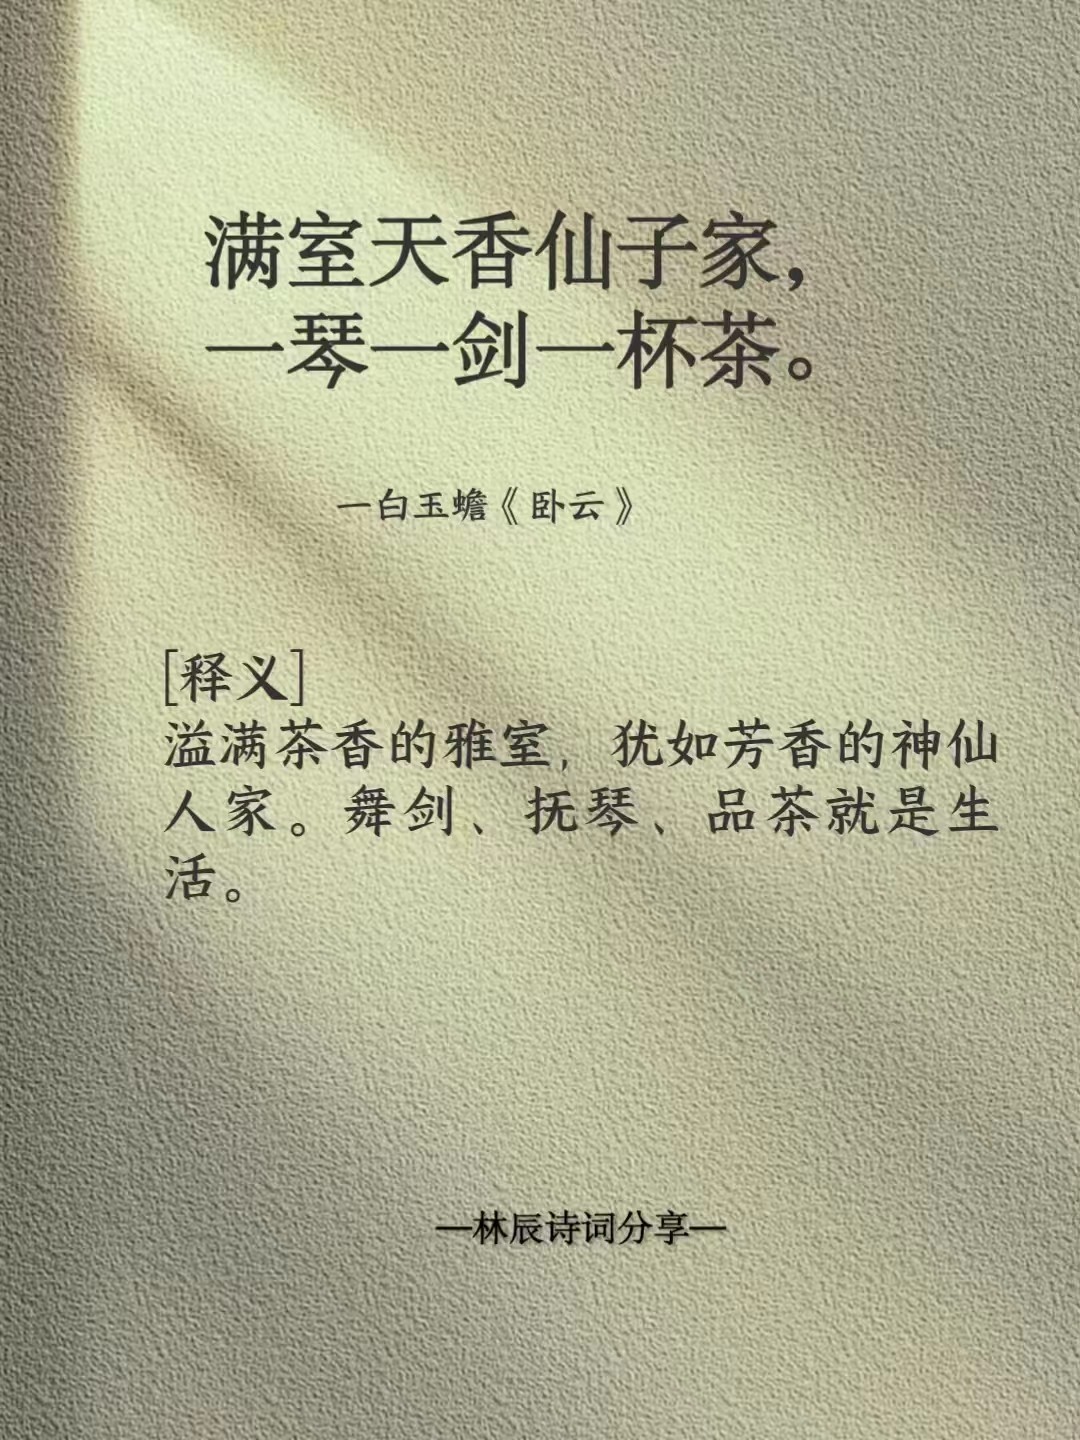 满室天香仙子家，
一琴一剑一杯茶。
一白玉蟾《卧云》
[释义]
溢满茶香的雅室，犹如芳香的神仙
人家。舞剑、抚琴、品茶就是生
活。
—林辰诗词分享—